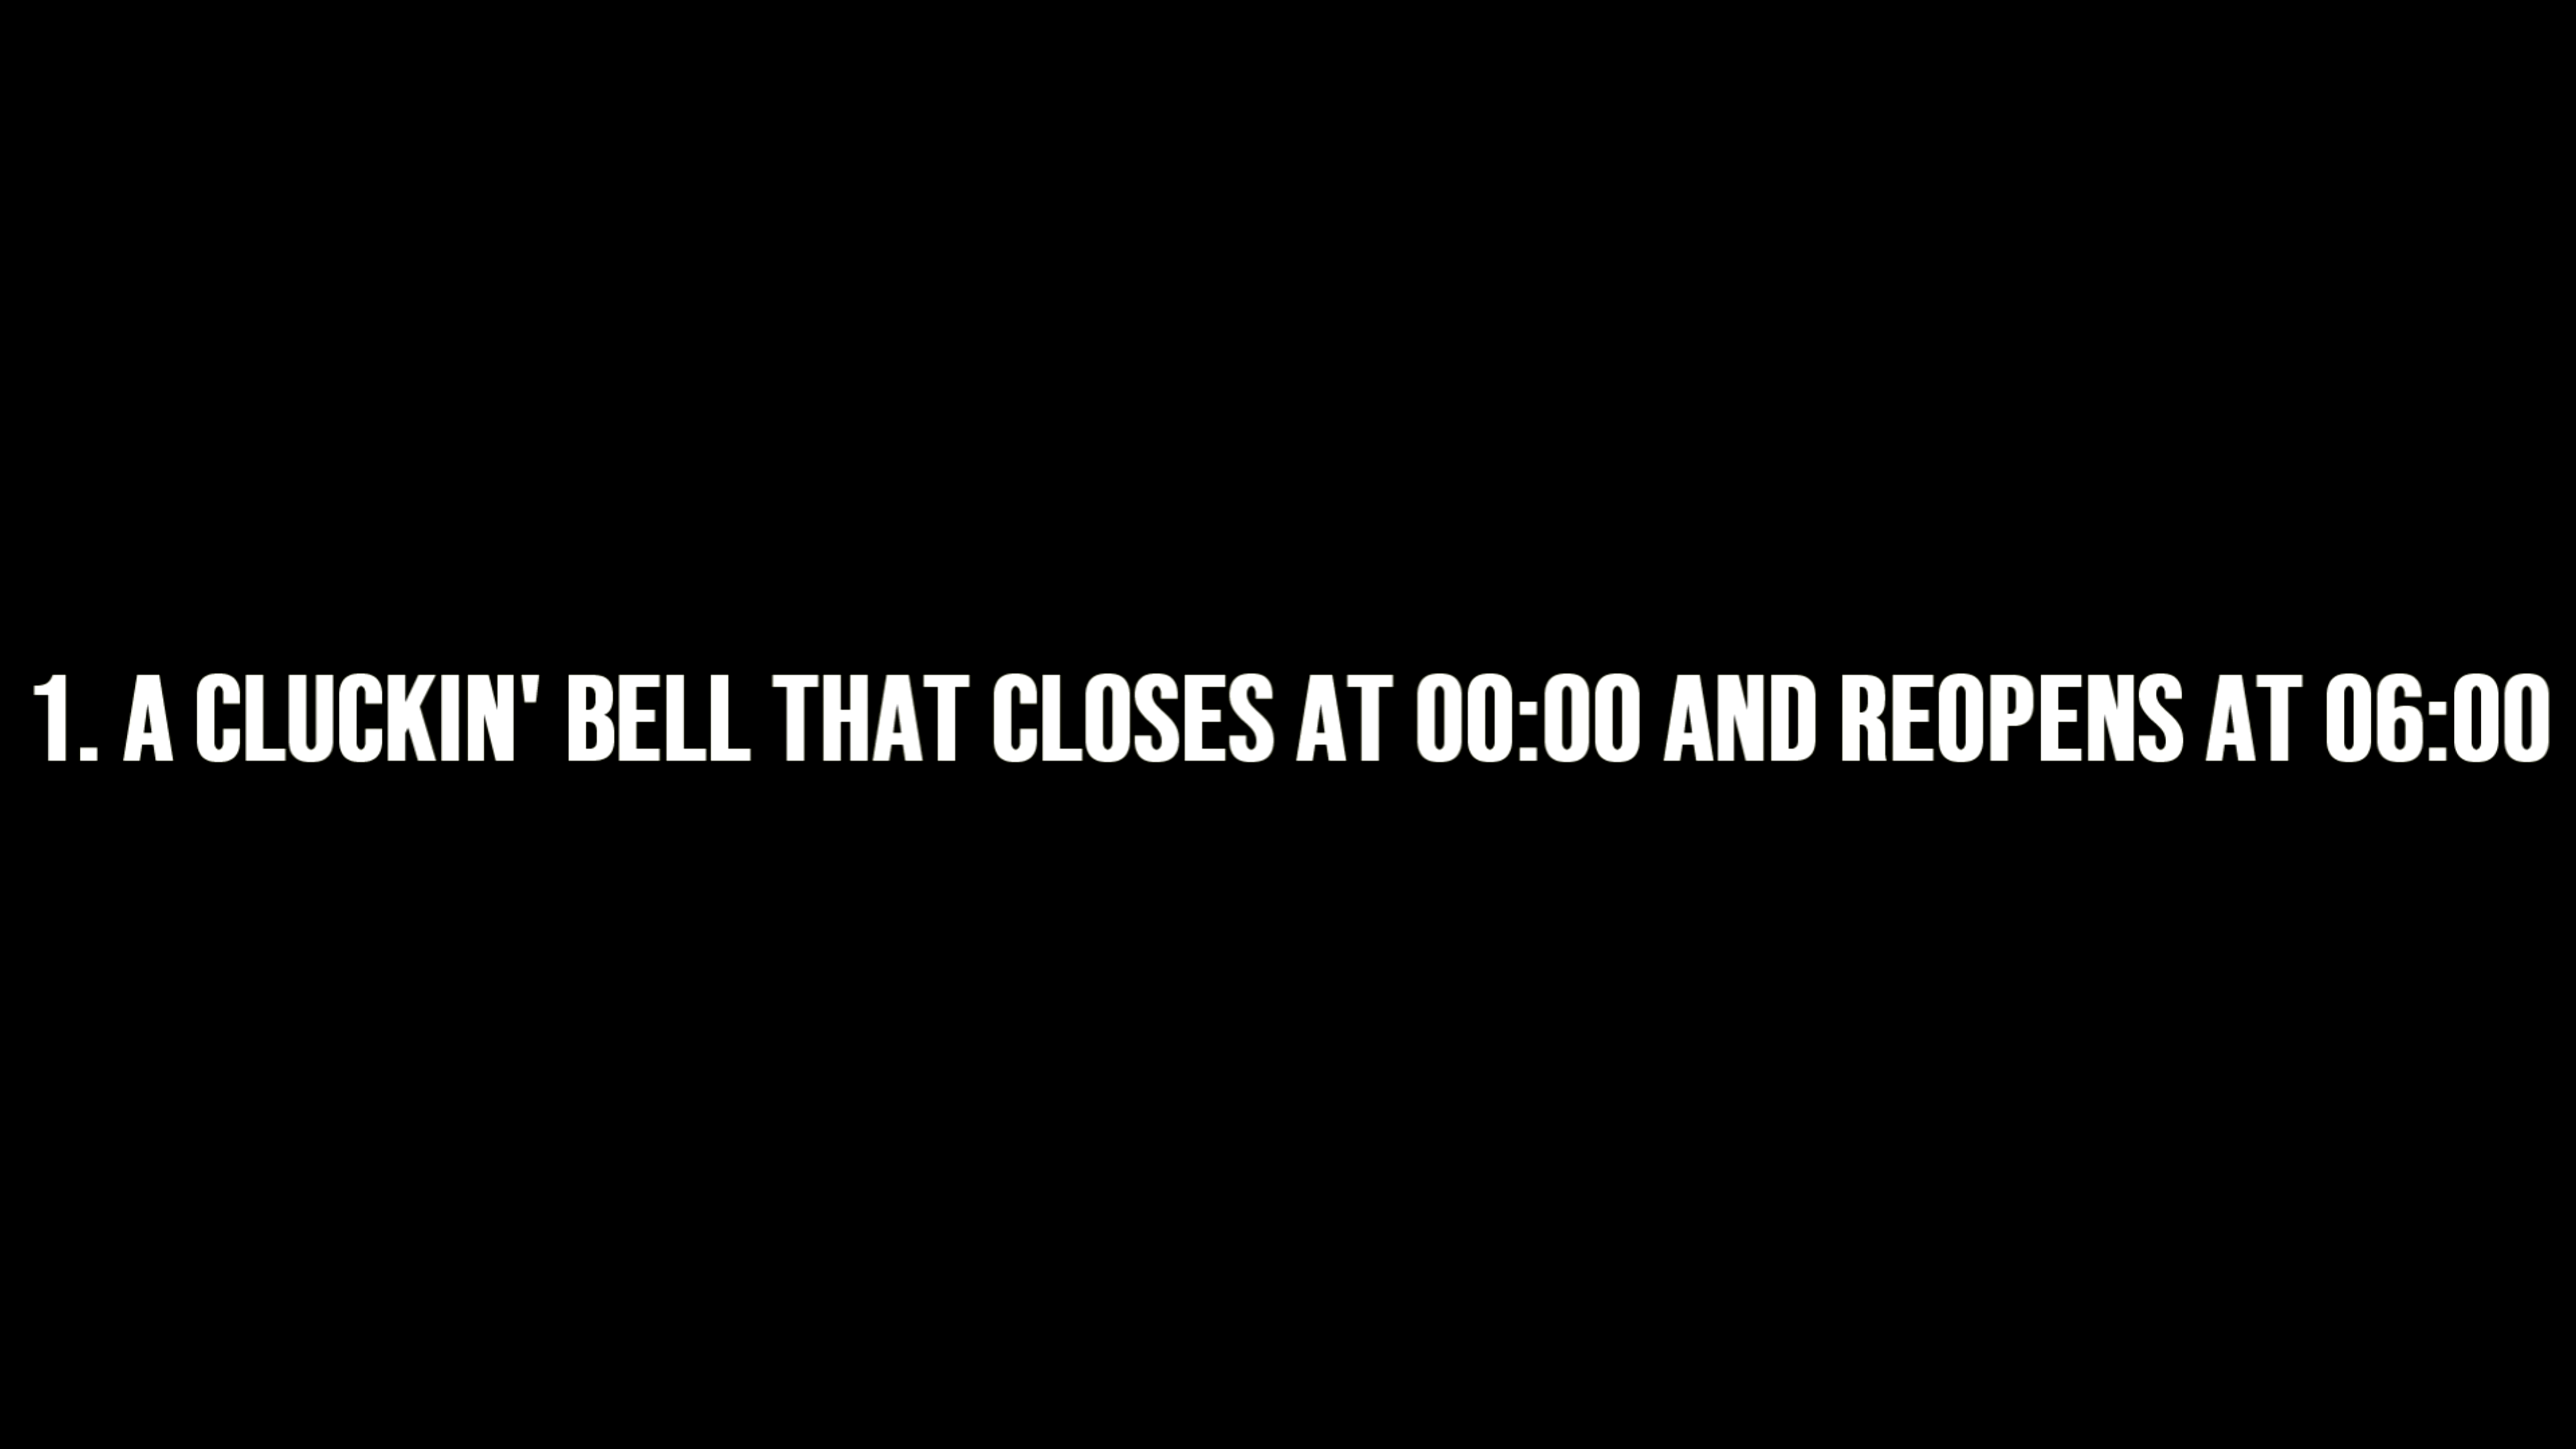 1. A CLUCKIN' BELL THAT CLOSES AT 00:00 AND REOPENS AT 06:00